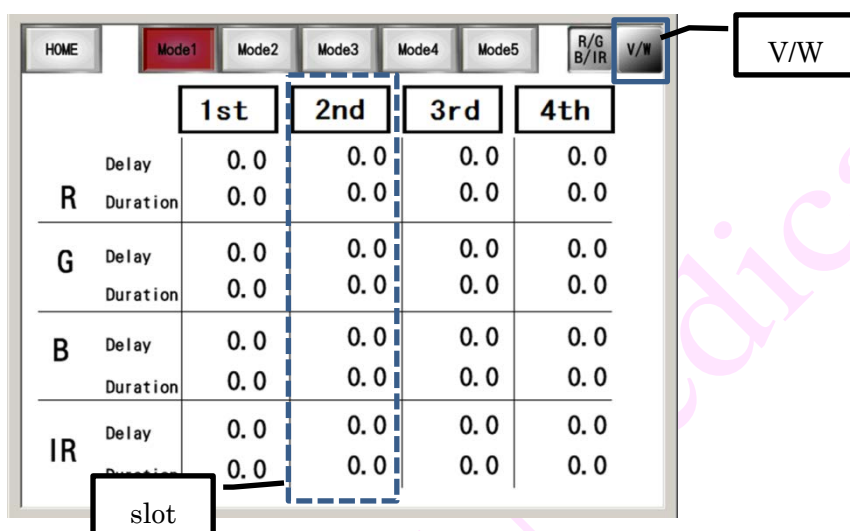 HOME Mode1 Mode2 Mode3 Mode4 Mode5 R/G B/IR V/W V/W
1st 2nd 3rd 4th
Delay 0.0 0.0 0.0 0.0
R Duration 0.0 0.0 0.0 0.0
G Delay 0.0 0.0 0.0 0.0
Duration 0.0 0.0 0.0 0.0
B Delay 0.0 0.0 0.0 0.0
Duration 0.0 0.0 0.0 0.0
IR Delay 0.0 0.0 0.0 0.0
Duration 0.0 0.0 0.0 0.0
slot